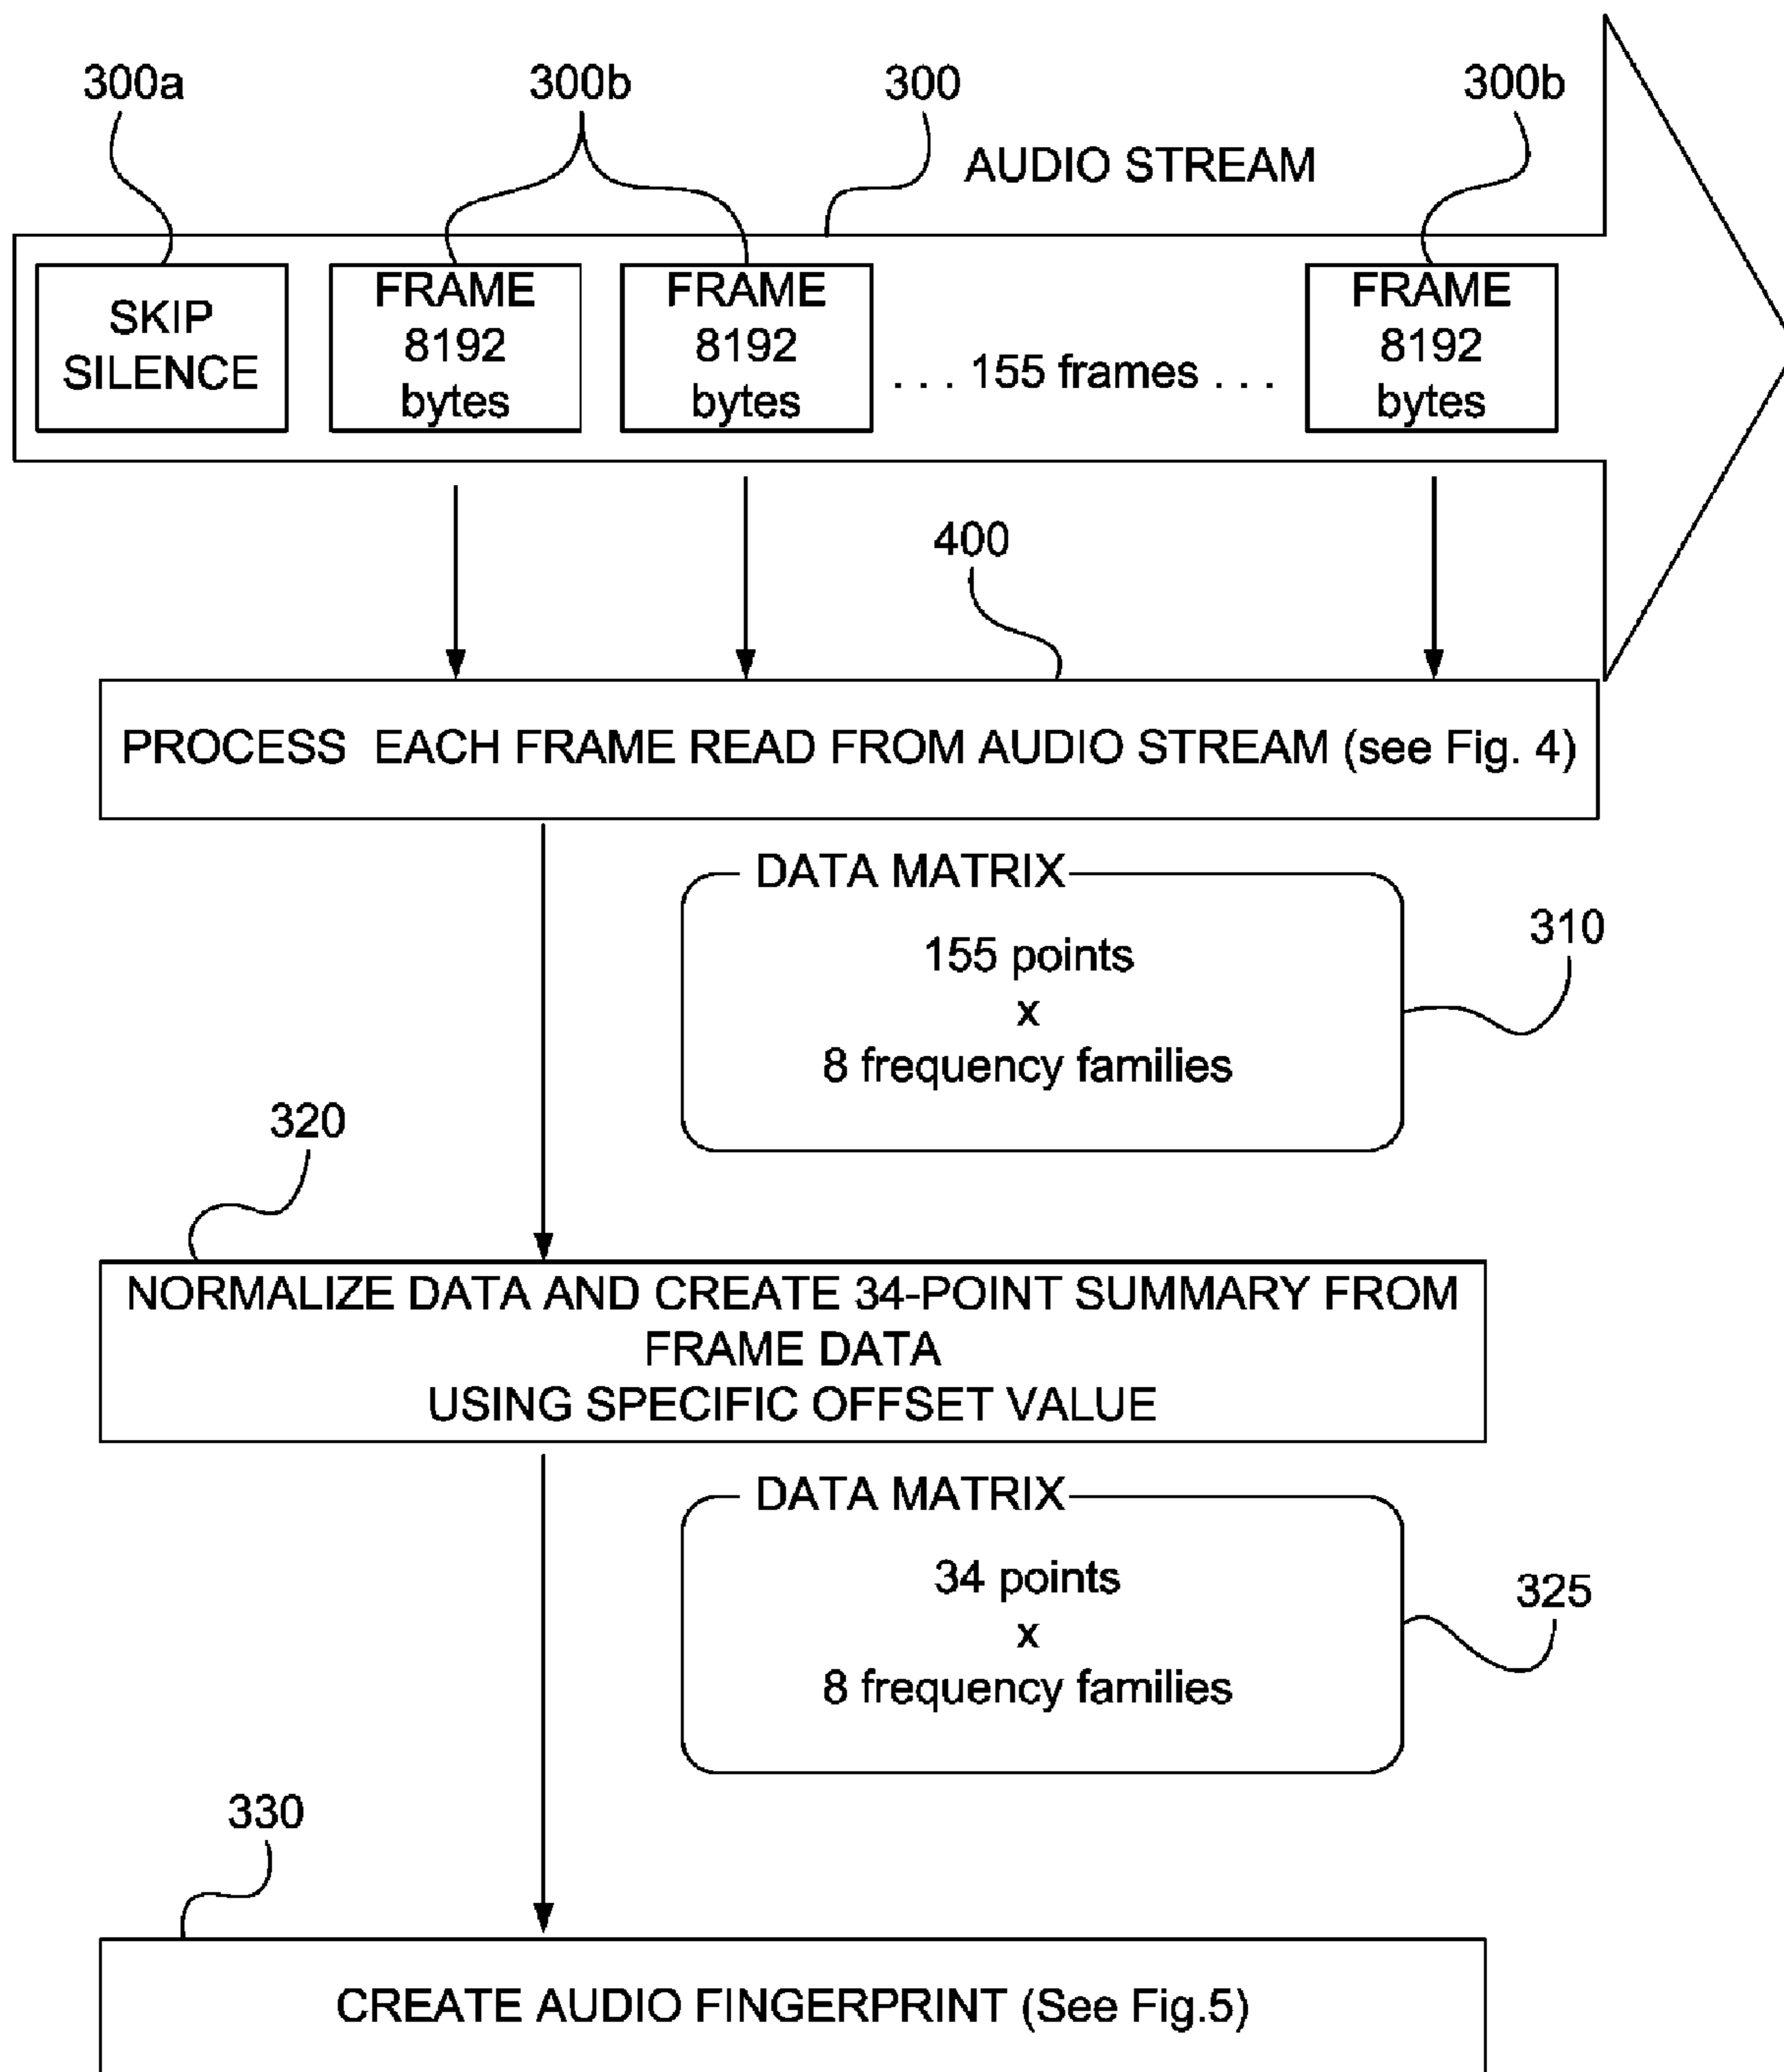 300a
300b
300
300b
AUDIO STREAM
SKIP
SILENCE
FRAME
8192
bytes
FRAME
8192
bytes
. . . 155 frames . . .
FRAME
8192
bytes
400
PROCESS EACH FRAME READ FROM AUDIO STREAM (see Fig. 4)
DATA MATRIX
155 points
x
8 frequency families
310
320
NORMALIZE DATA AND CREATE 34-POINT SUMMARY FROM
FRAME DATA
USING SPECIFIC OFFSET VALUE
DATA MATRIX
34 points
x
8 frequency families
325
330
CREATE AUDIO FINGERPRINT (See Fig.5)